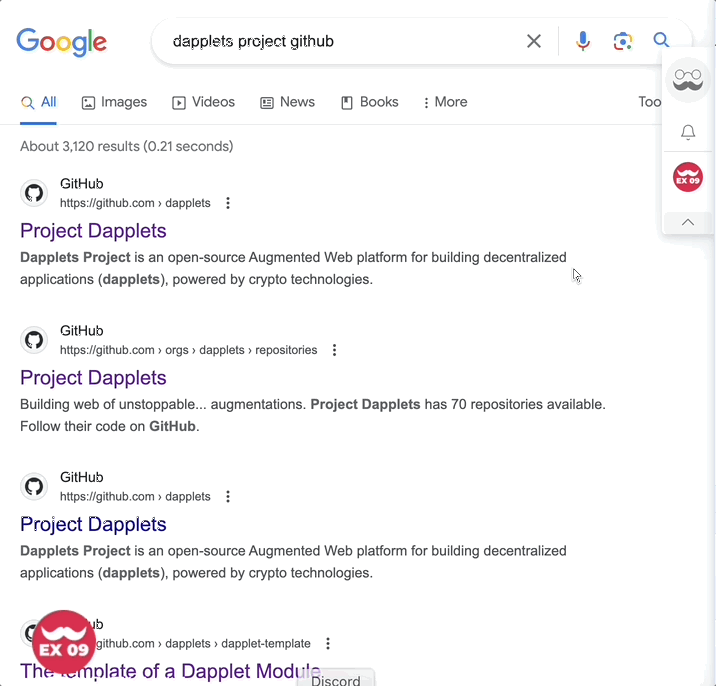 Google
dapplets project github
All
Images
Videos
News
Books
More
Too
About 3,120 results (0.21 seconds)
EX 09
GitHub
https://github.com › dapplets
Project Dapplets
Dapplets Project is an open-source Augmented Web platform for building decentralized
applications (dapplets), powered by crypto technologies.
GitHub
https://github.com › orgs › dapplets › repositories
Project Dapplets
Building web of unstoppable... augmentations. Project Dapplets has 70 repositories available.
Follow their code on GitHub.
GitHub
https://github.com › dapplets
Project Dapplets
Dapplets Project is an open-source Augmented Web platform for building decentralized
applications (dapplets), powered by crypto technologies.
ub
github.com › dapplets › dapplet-template
EX 09
The template of a Dapplet Module
Discord